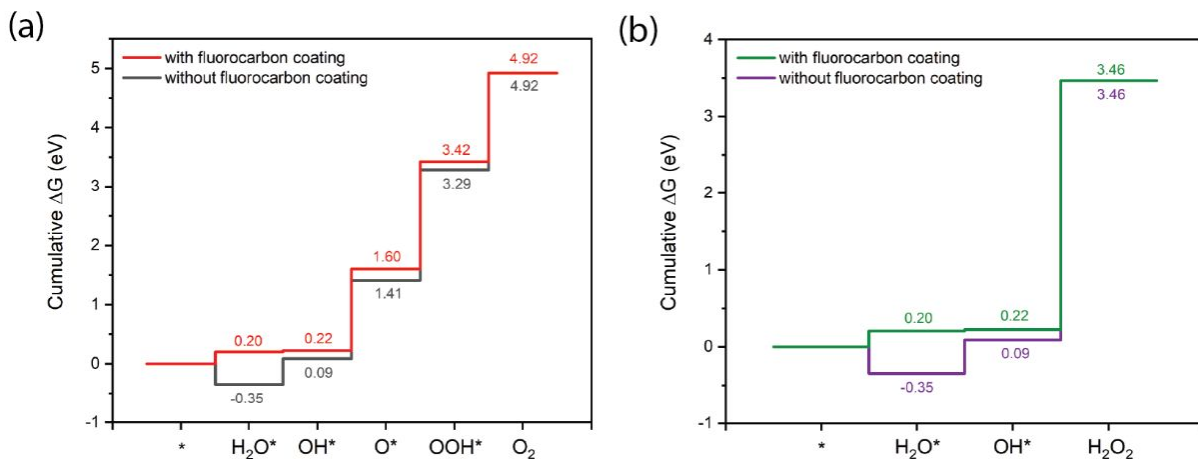 (a)
with fluorocarbon coating
without fluorocarbon coating
Cumulative ΔG (eV)
5
4
3
2
1
0
-1
4.92
4.92
3.42
3.29
1.60
1.41
0.20
0.22
0.09
-0.35
* H₂O* OH* O* OOH* O₂
(b)
with fluorocarbon coating
without fluorocarbon coating
Cumulative ΔG (eV)
4
3
2
1
0
-1
3.46
3.46
0.20
0.22
0.09
-0.35
* H₂O* OH* H₂O₂